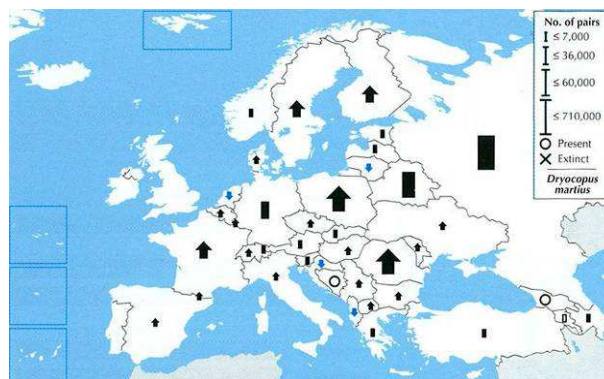 No. of pairs
≤ 7,000
≤ 36,000
≤ 60,000
≤ 710,000
Present
Extinct
Dryocopus
martius